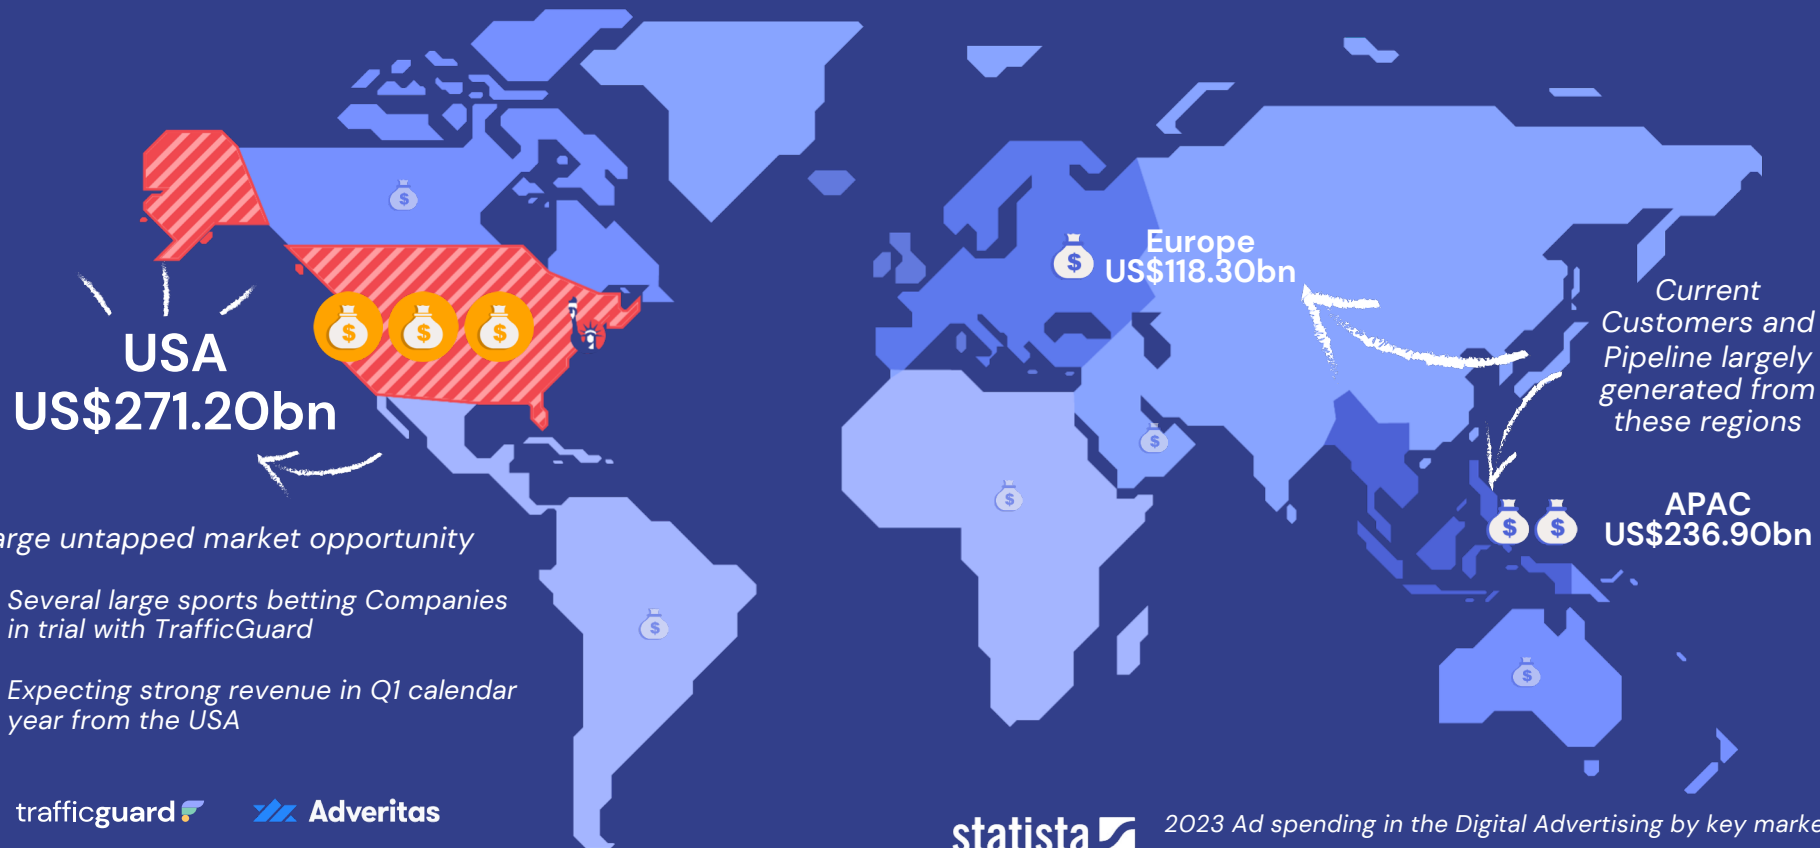 Europe
US$118.30bn
Current
Customers and
Pipeline largely
generated from
these regions
USA
US$271.20bn
APAC
US$236.90bn
arge untapped market opportunity
Several large sports betting Companies
in trial with TrafficGuard
Expecting strong revenue in Q1 calendar
year from the USA
trafficguard
Adveritas
statista
2023 Ad spending in the Digital Advertising by key marke
$
$
$
$
$
$
$
$
$
$
$